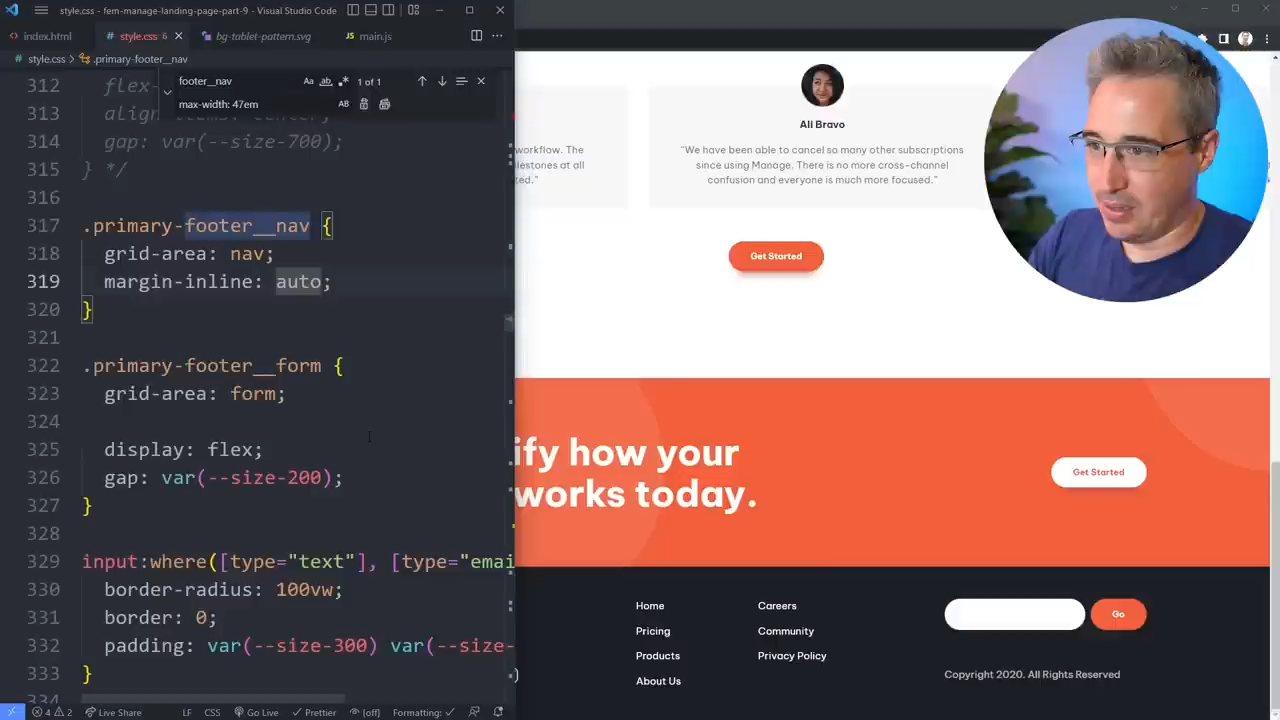 style.css - fem-manage-landing-page-part-9 - Visual Studio Code
index.html
style.css 6
bg-tablet-pattern.svg
main.js
style.css > .primary-footer__nav
footer__nav
Aa ab 1 of 1
max-width: 47em
AB
312 flex-
313 align-items: center;
314 gap: var(--size-700);
315 } */
316
317 .primary-footer__nav {
318 grid-area: nav;
319 margin-inline: auto;
320 }
321
322 .primary-footer__form {
323 grid-area: form;
324
325 display: flex;
326 gap: var(--size-200);
327 }
328
329 input:where([type="text"], [type="emai
330 border-radius: 100vw;
331 border: 0;
332 padding: var(--size-300) var(--size-
333 }
334
4 2 Live Share LF CSS Go Live Prettier [off] Formatting:
workflow. The
lestones at all
ted.”
Ali Bravo
“We have been able to cancel so many other subscriptions
since using Manage. There is no more cross-channel
confusion and everyone is much more focused.”
Get Started
ify how your
works today.
Get Started
Home
Pricing
Products
About Us
Careers
Community
Privacy Policy
Go
Copyright 2020. All Rights Reserved